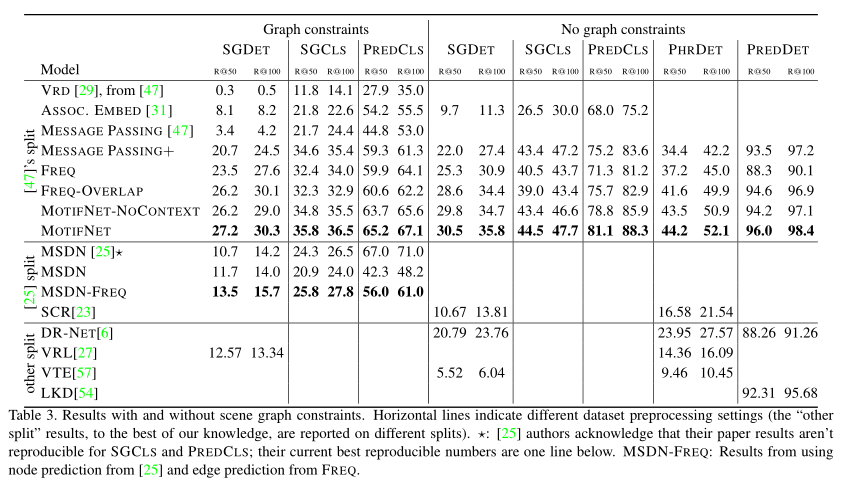 Graph constraints No graph constraints
SGDET SGCLS PREDCLS SGDET SGCLS PREDCLS PHRDET PREDDET
Model R@50 R@100 R@50 R@100 R@50 R@100 R@50 R@100 R@50 R@100 R@50 R@100 R@50 R@100 R@50 R@100
[47]'s split
VRD [29], from [47] 0.3 0.5 11.8 14.1 27.9 35.0
ASSOC. EMBED [31] 8.1 8.2 21.8 22.6 54.2 55.5 9.7 11.3 26.5 30.0 68.0 75.2
MESSAGE PASSING [47] 3.4 4.2 21.7 24.4 44.8 53.0
MESSAGE PASSING+ 20.7 24.5 34.6 35.4 59.3 61.3 22.0 27.4 43.4 47.2 75.2 83.6 34.4 42.2 93.5 97.2
FREQ 23.5 27.6 32.4 34.0 59.9 64.1 25.3 30.9 40.5 43.7 71.3 81.2 37.2 45.0 88.3 90.1
FREQ-OVERLAP 26.2 30.1 32.3 32.9 60.6 62.2 28.6 34.4 39.0 43.4 75.7 82.9 41.6 49.9 94.6 96.9
MOTIFNET-NOCONTEXT 26.2 29.0 34.8 35.5 63.7 65.6 29.8 34.7 43.4 46.6 78.8 85.9 43.5 50.9 94.2 97.1
MOTIFNET 27.2 30.3 35.8 36.5 65.2 67.1 30.5 35.8 44.5 47.7 81.1 88.3 44.2 52.1 96.0 98.4
[25] split
MSDN [25]⋆ 10.7 14.2 24.3 26.5 67.0 71.0
MSDN 11.7 14.0 20.9 24.0 42.3 48.2
MSDN-FREQ 13.5 15.7 25.8 27.8 56.0 61.0
SCR[23] 10.67 13.81 16.58 21.54
other split
DR-NET[6] 20.79 23.76 23.95 27.57 88.26 91.26
VRL[27] 12.57 13.34 14.36 16.09
VTE[57] 5.52 6.04 9.46 10.45
LKD[54] 92.31 95.68
Table 3. Results with and without scene graph constraints. Horizontal lines indicate different dataset preprocessing settings (the “other
split” results, to the best of our knowledge, are reported on different splits). ⋆: [25] authors acknowledge that their paper results aren't
reproducible for SGCLS and PREDCLS; their current best reproducible numbers are one line below. MSDN-FREQ: Results from using
node prediction from [25] and edge prediction from FREQ.